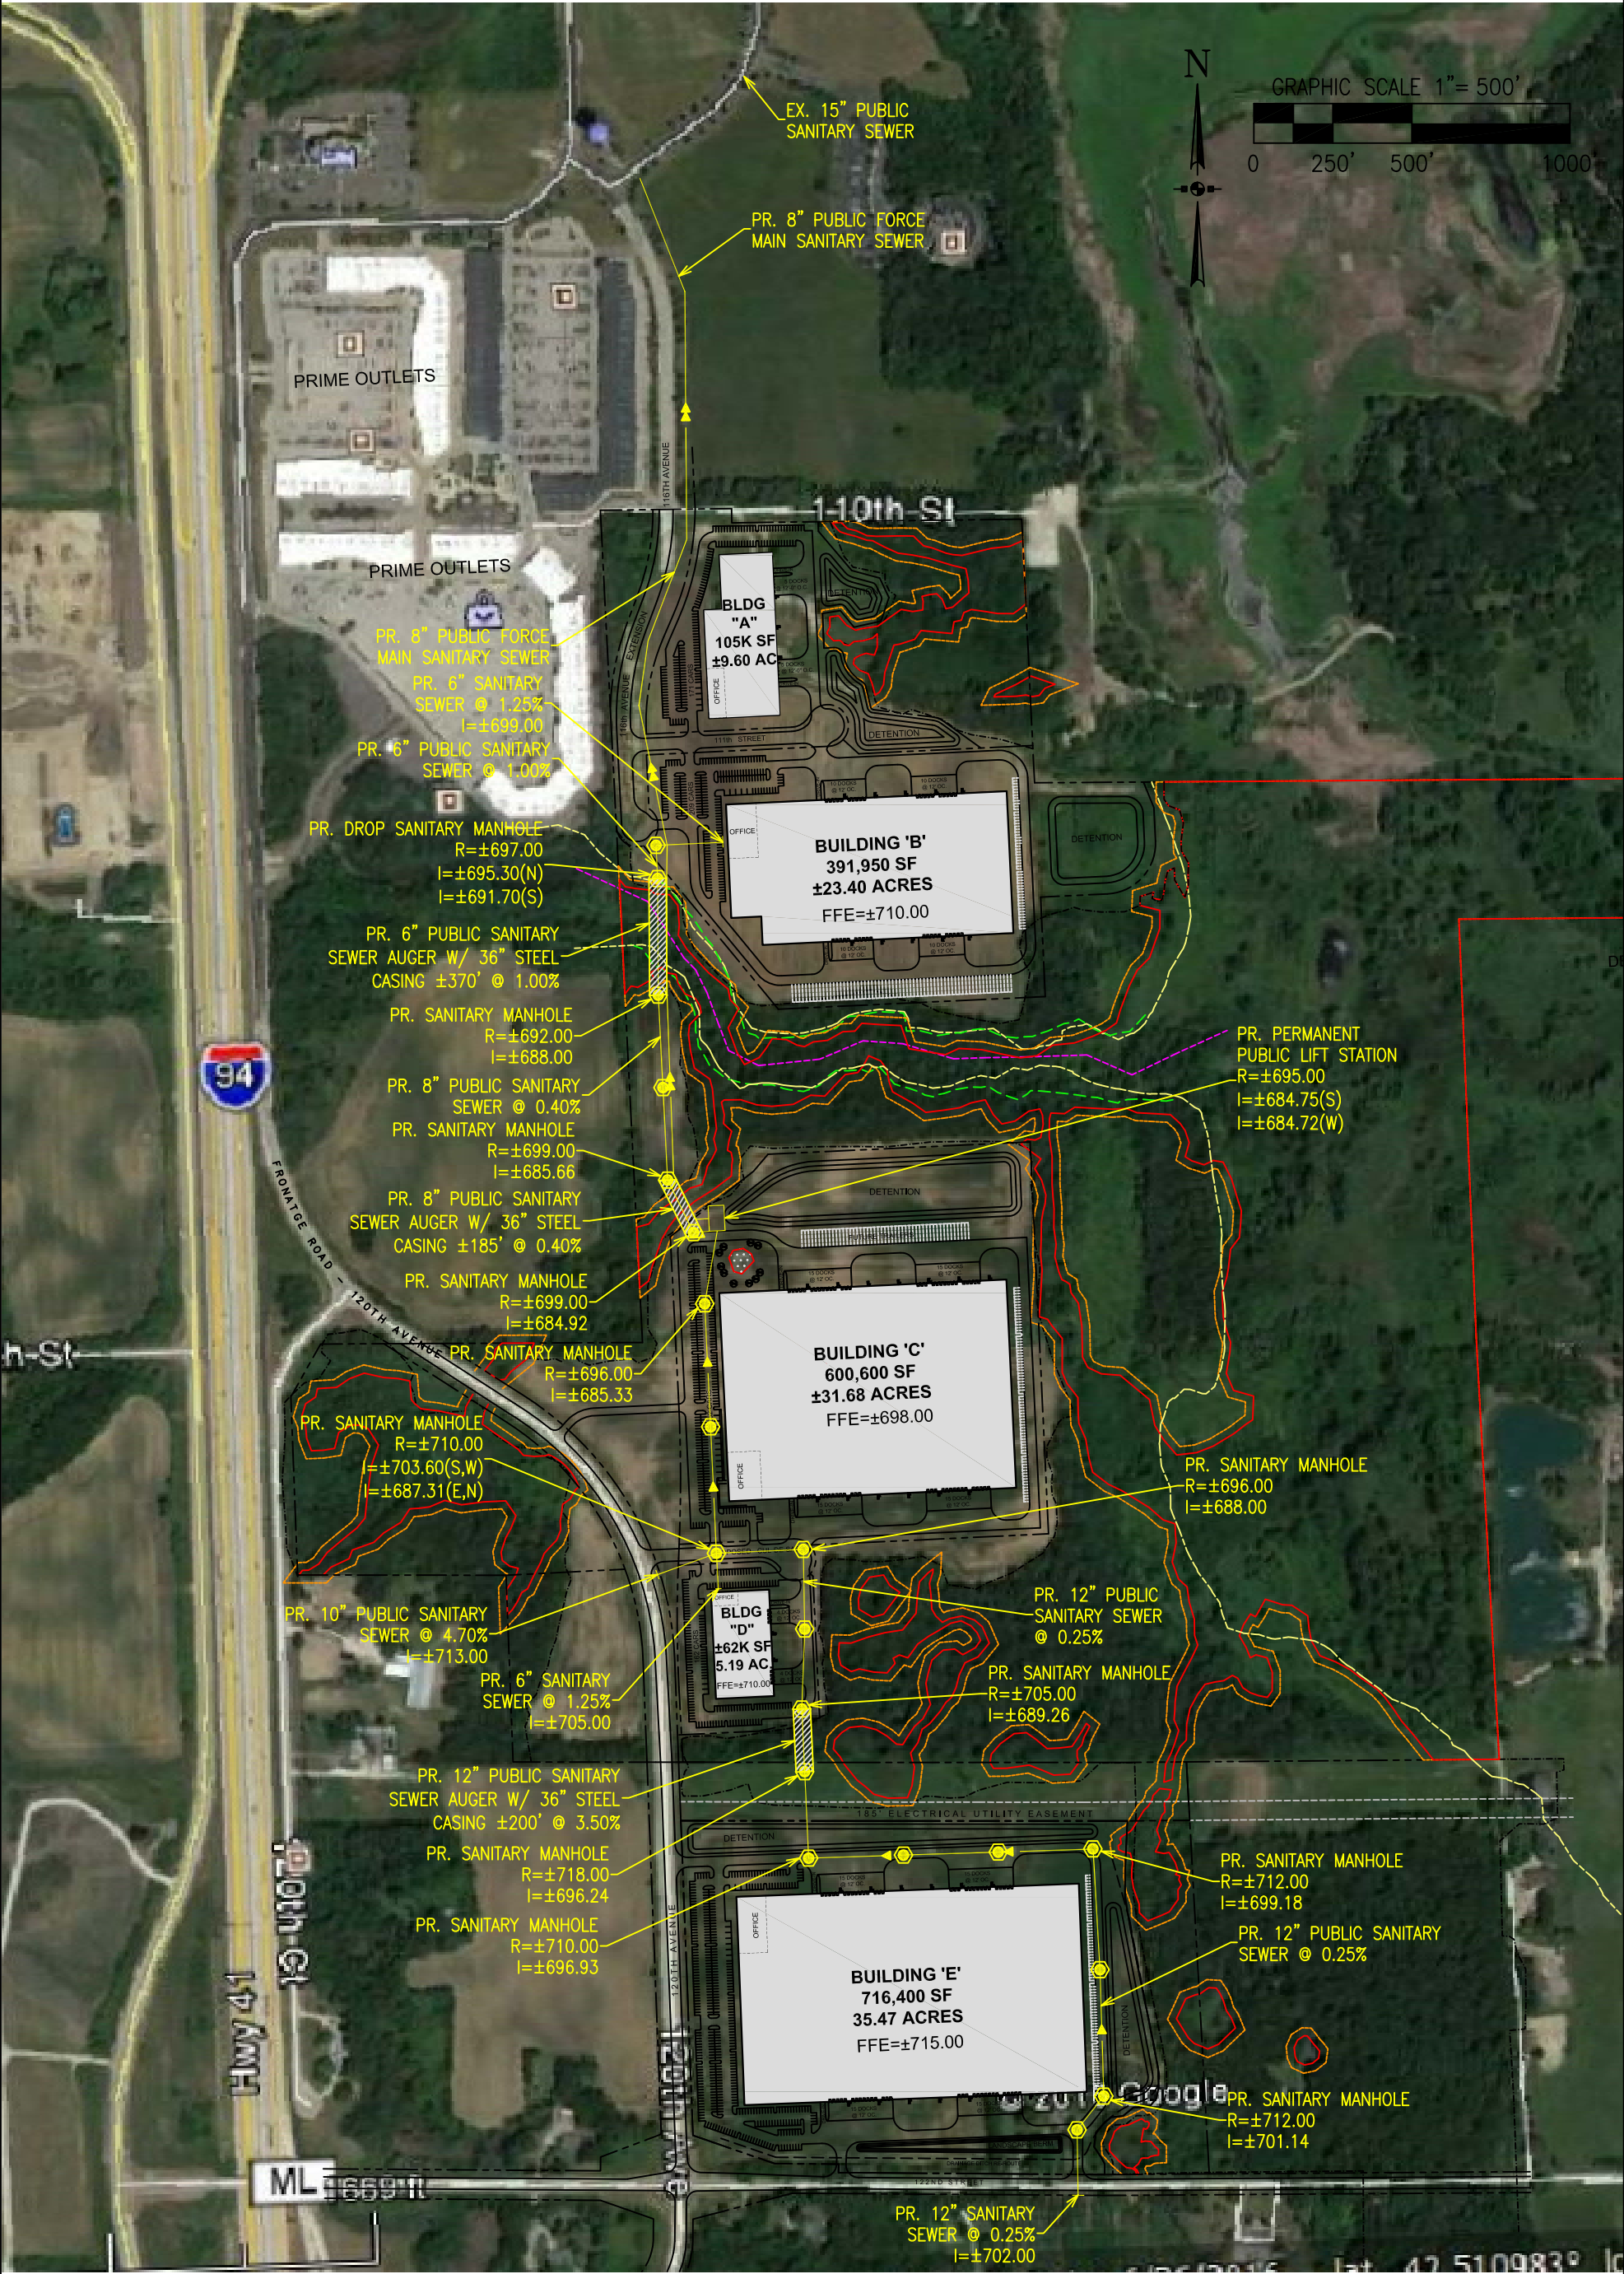 N
GRAPHIC SCALE 1"= 500'
0 250' 500' 1000'
EX. 15" PUBLIC
SANITARY SEWER
PR. 8" PUBLIC FORCE
MAIN SANITARY SEWER
PRIME OUTLETS
116TH AVENUE
110th St
PRIME OUTLETS
BLDG
"A"
105K SF
±9.60 AC
OFFICE
DETENTION
116th AVENUE EXTENSION
PR. 8" PUBLIC FORCE
MAIN SANITARY SEWER
PR. 6" SANITARY
SEWER @ 1.25%
I=±699.00
PR. 6" PUBLIC SANITARY
SEWER @ 1.00%
111th STREET
DETENTION
PR. DROP SANITARY MANHOLE
R=±697.00
I=±695.30(N)
I=±691.70(S)
OFFICE
BUILDING 'B'
391,950 SF
±23.40 ACRES
FFE=±710.00
DETENTION
PR. 6" PUBLIC SANITARY
SEWER AUGER W/ 36" STEEL
CASING ±370' @ 1.00%
PR. SANITARY MANHOLE
R=±692.00
I=±688.00
PR. PERMANENT
PUBLIC LIFT STATION
R=±695.00
I=±684.75(S)
I=±684.72(W)
94
PR. 8" PUBLIC SANITARY
SEWER @ 0.40%
PR. SANITARY MANHOLE
R=±699.00
I=±685.66
PR. 8" PUBLIC SANITARY
SEWER AUGER W/ 36" STEEL
CASING ±185' @ 0.40%
DETENTION
FUTURE TRAILERS
FRONATGE ROAD - 120TH AVENUE
PR. SANITARY MANHOLE
R=±699.00
I=±684.92
h-St
PR. SANITARY MANHOLE
R=±696.00
I=±685.33
BUILDING 'C'
600,600 SF
±31.68 ACRES
FFE=±698.00
OFFICE
PR. SANITARY MANHOLE
R=±710.00
I=±703.60(S,W)
I=±687.31(E,N)
PR. SANITARY MANHOLE
R=±696.00
I=±688.00
PR. 10" PUBLIC SANITARY
SEWER @ 4.70%
I=±713.00
OFFICE
BLDG
"D"
±62K SF
5.19 AC
FFE=±710.00
PR. 12" PUBLIC
SANITARY SEWER
@ 0.25%
PR. 6" SANITARY
SEWER @ 1.25%
I=±705.00
PR. SANITARY MANHOLE
R=±705.00
I=±689.26
PR. 12" PUBLIC SANITARY
SEWER AUGER W/ 36" STEEL
CASING ±200' @ 3.50%
185' ELECTRICAL UTILITY EASEMENT
DETENTION
PR. SANITARY MANHOLE
R=±718.00
I=±696.24
PR. SANITARY MANHOLE
R=±712.00
I=±699.18
PR. SANITARY MANHOLE
R=±710.00
I=±696.93
OFFICE
PR. 12" PUBLIC SANITARY
SEWER @ 0.25%
120th Ct
120TH AVENUE
BUILDING 'E'
716,400 SF
35.47 ACRES
FFE=±715.00
DETENTION
Hwy 41
120th Ave
Google
PR. SANITARY MANHOLE
R=±712.00
I=±701.14
ML
122ND STREET
PR. 12" SANITARY
SEWER @ 0.25%
I=±702.00